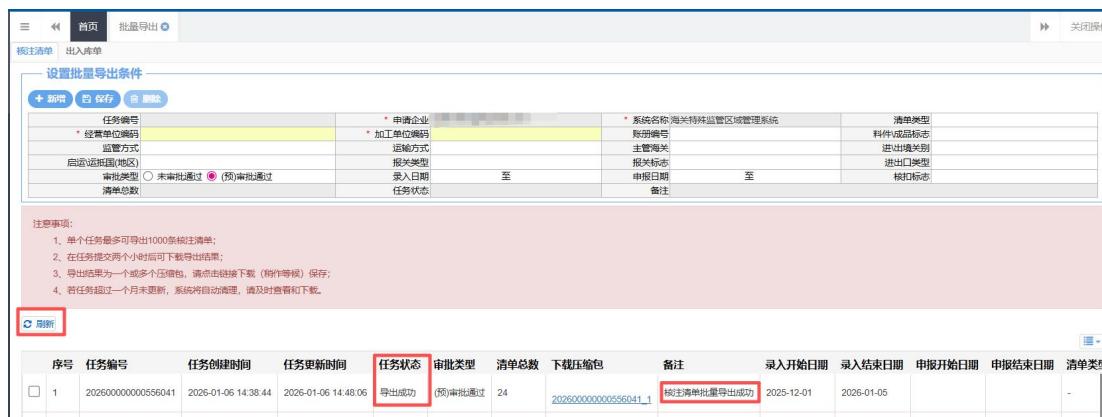 首页 批量导出 关闭操
核注清单 出入库单
设置批量导出条件
+ 新增 保存 删除
任务编号 * 申请企业 * 系统名称 海关特殊监管区域管理系统 清单类型
* 经营单位编码 * 加工单位编码 账册编号 料件\成品标志
监管方式 运输方式 主管海关 进\出境关别
启运\运抵国(地区) 报关类型 报关标志 进出口类型
审批类型 未审批通过 (预)审批通过 录入日期 至 申报日期 至 核扣标志
清单总数 任务状态 备注
注意事项:
1、单个任务最多可导出1000条核注清单;
2、在任务提交两个小时后可下载导出结果;
3、导出结果为一个或多个压缩包，请点击链接下载（稍作等候）保存;
4、若任务超过一个月未更新，系统将自动清理，请及时查看和下载。
刷新
序号 任务编号 任务创建时间 任务更新时间 任务状态 审批类型 清单总数 下载压缩包 备注 录入开始日期 录入结束日期 申报开始日期 申报结束日期 清单类型
1 202600000000556041 2026-01-06 14:38:44 2026-01-06 14:48:06 导出成功 (预)审批通过 24 202600000000556041_1 核注清单批量导出成功 2025-12-01 2026-01-05 -